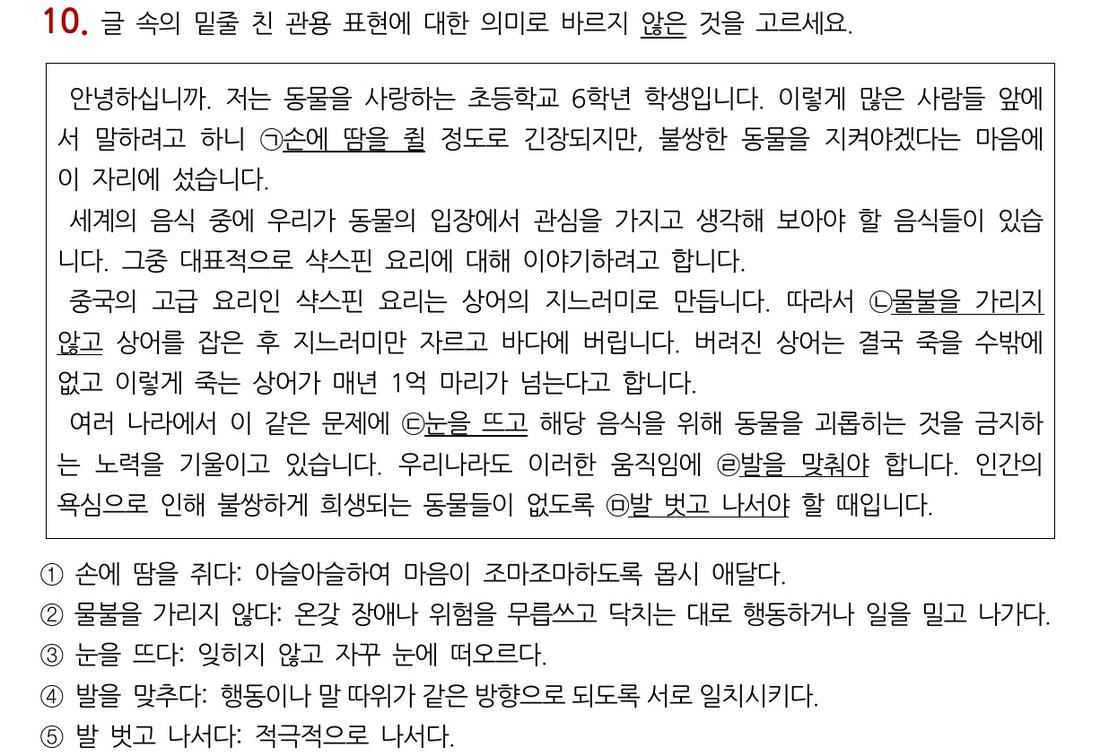 10. 글 속의 밑줄 친 관용 표현에 대한 의미로 바르지 않은 것을 고르세요.
안녕하십니까. 저는 동물을 사랑하는 초등학교 6학년 학생입니다. 이렇게 많은 사람들 앞에
서 말하려고 하니 ㉠손에 땀을 쥘 정도로 긴장되지만, 불쌍한 동물을 지켜야겠다는 마음에
이 자리에 섰습니다.
세계의 음식 중에 우리가 동물의 입장에서 관심을 가지고 생각해 보아야 할 음식들이 있습
니다. 그중 대표적으로 샥스핀 요리에 대해 이야기하려고 합니다.
중국의 고급 요리인 샥스핀 요리는 상어의 지느러미로 만듭니다. 따라서 ㉡물불을 가리지
않고 상어를 잡은 후 지느러미만 자르고 바다에 버립니다. 버려진 상어는 결국 죽을 수밖에
없고 이렇게 죽는 상어가 매년 1억 마리가 넘는다고 합니다.
여러 나라에서 이 같은 문제에 ㉢눈을 뜨고 해당 음식을 위해 동물을 괴롭히는 것을 금지하
는 노력을 기울이고 있습니다. 우리나라도 이러한 움직임에 ㉣발을 맞춰야 합니다. 인간의
욕심으로 인해 불쌍하게 희생되는 동물들이 없도록 ㉤발 벗고 나서야 할 때입니다.
① 손에 땀을 쥐다: 아슬아슬하여 마음이 조마조마하도록 몹시 애달다.
② 물불을 가리지 않다: 온갖 장애나 위험을 무릅쓰고 닥치는 대로 행동하거나 일을 밀고 나가다.
③ 눈을 뜨다: 잊히지 않고 자꾸 눈에 떠오르다.
④ 발을 맞추다: 행동이나 말 따위가 같은 방향으로 되도록 서로 일치시키다.
⑤ 발 벗고 나서다: 적극적으로 나서다.